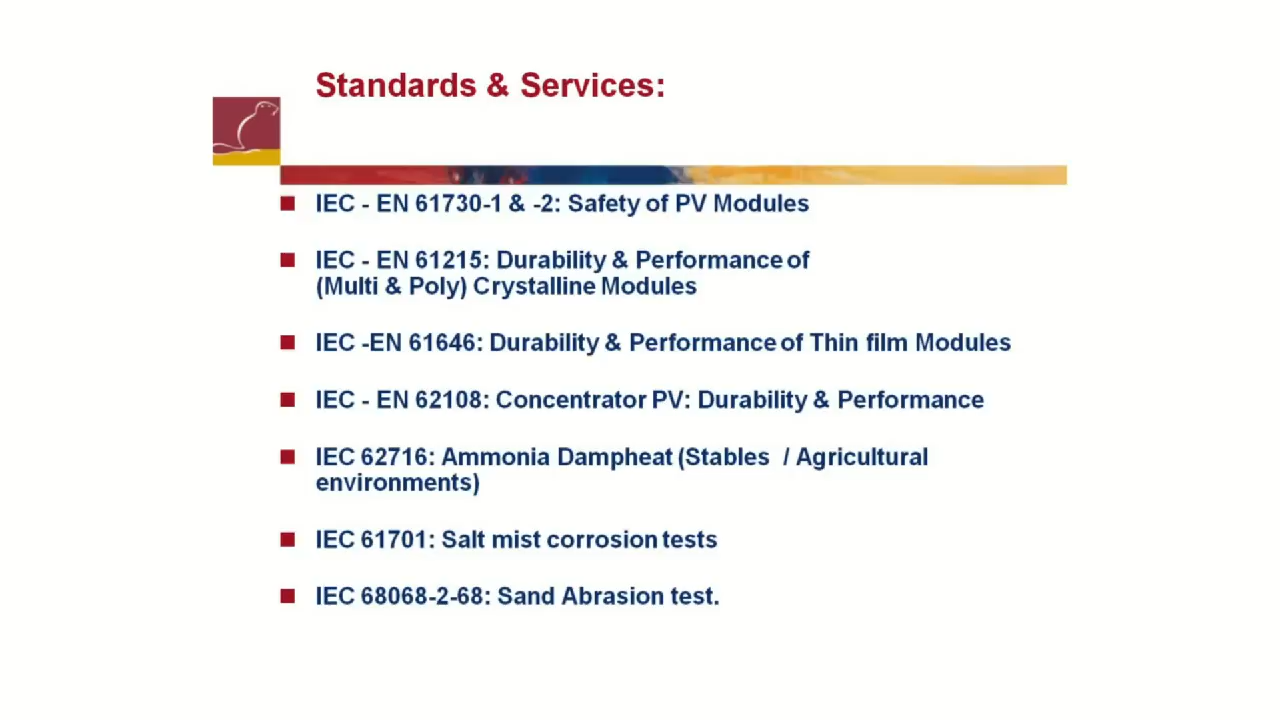 Standards & Services:
IEC - EN 61730-1 & -2: Safety of PV Modules
IEC - EN 61215: Durability & Performance of
(Multi & Poly) Crystalline Modules
IEC -EN 61646: Durability & Performance of Thin film Modules
IEC - EN 62108: Concentrator PV: Durability & Performance
IEC 62716: Ammonia Dampheat (Stables / Agricultural
environments)
IEC 61701: Salt mist corrosion tests
IEC 68068-2-68: Sand Abrasion test.